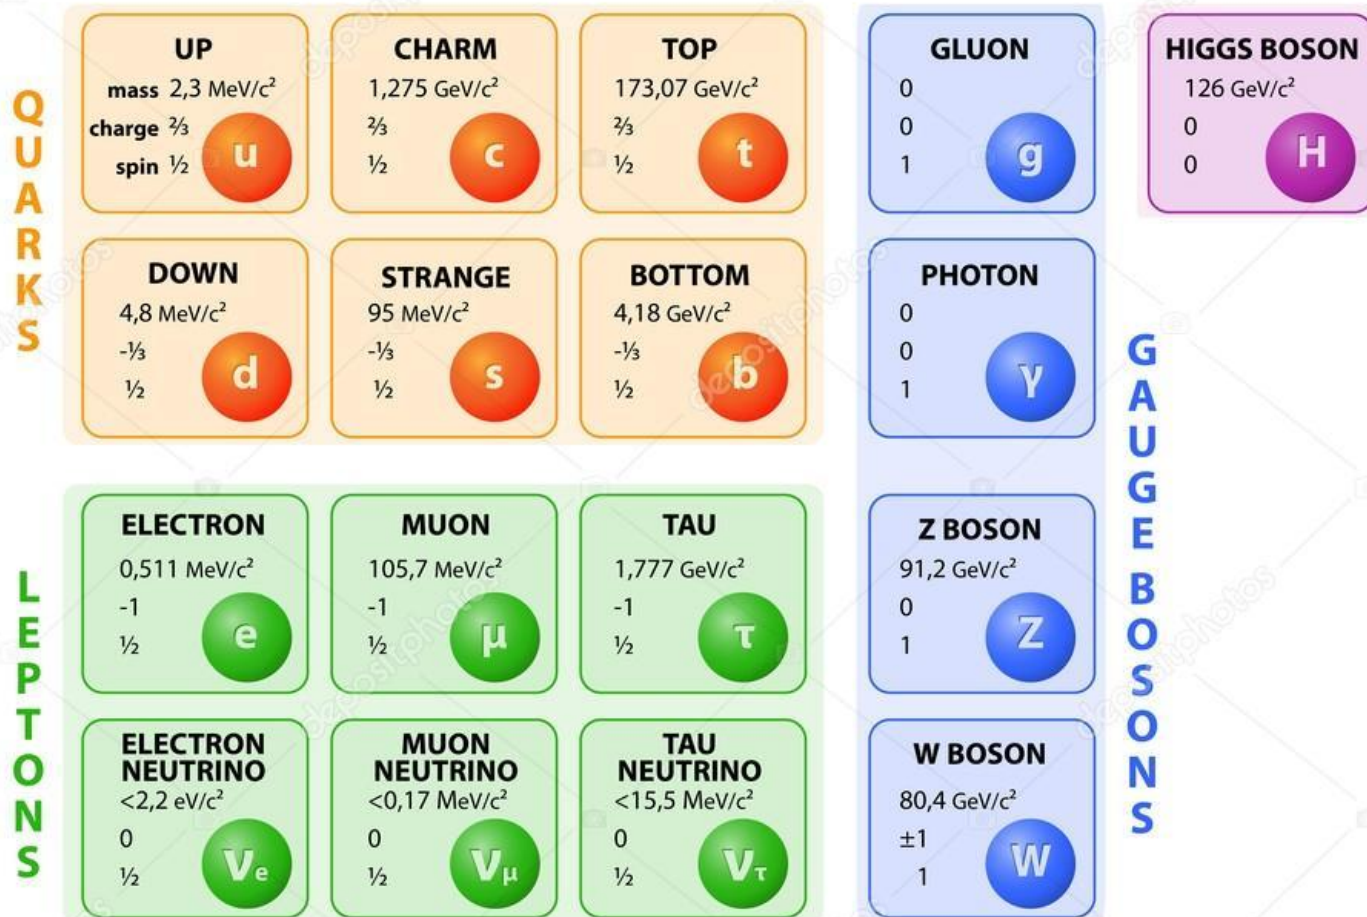 QUARKS
UP
mass 2,3 MeV/c²
charge ⅔
spin ½
u
CHARM
1,275 GeV/c²
⅔
½
c
TOP
173,07 GeV/c²
⅔
½
t
DOWN
4,8 MeV/c²
-⅓
½
d
STRANGE
95 MeV/c²
-⅓
½
s
BOTTOM
4,18 GeV/c²
-⅓
½
b
LEPTONS
ELECTRON
0,511 MeV/c²
-1
½
e
MUON
105,7 MeV/c²
-1
½
μ
TAU
1,777 GeV/c²
-1
½
τ
ELECTRON
NEUTRINO
<2,2 eV/c²
0
½
νe
MUON
NEUTRINO
<0,17 MeV/c²
0
½
νμ
TAU
NEUTRINO
<15,5 MeV/c²
0
½
ντ
GLUON
0
0
1
g
PHOTON
0
0
1
γ
Z BOSON
91,2 GeV/c²
0
1
Z
W BOSON
80,4 GeV/c²
±1
1
W
GAUGE BOSONS
HIGGS BOSON
126 GeV/c²
0
0
H
depositphotos
depositphotos
depositphotos
depositphotos
depositphotos
depositphotos